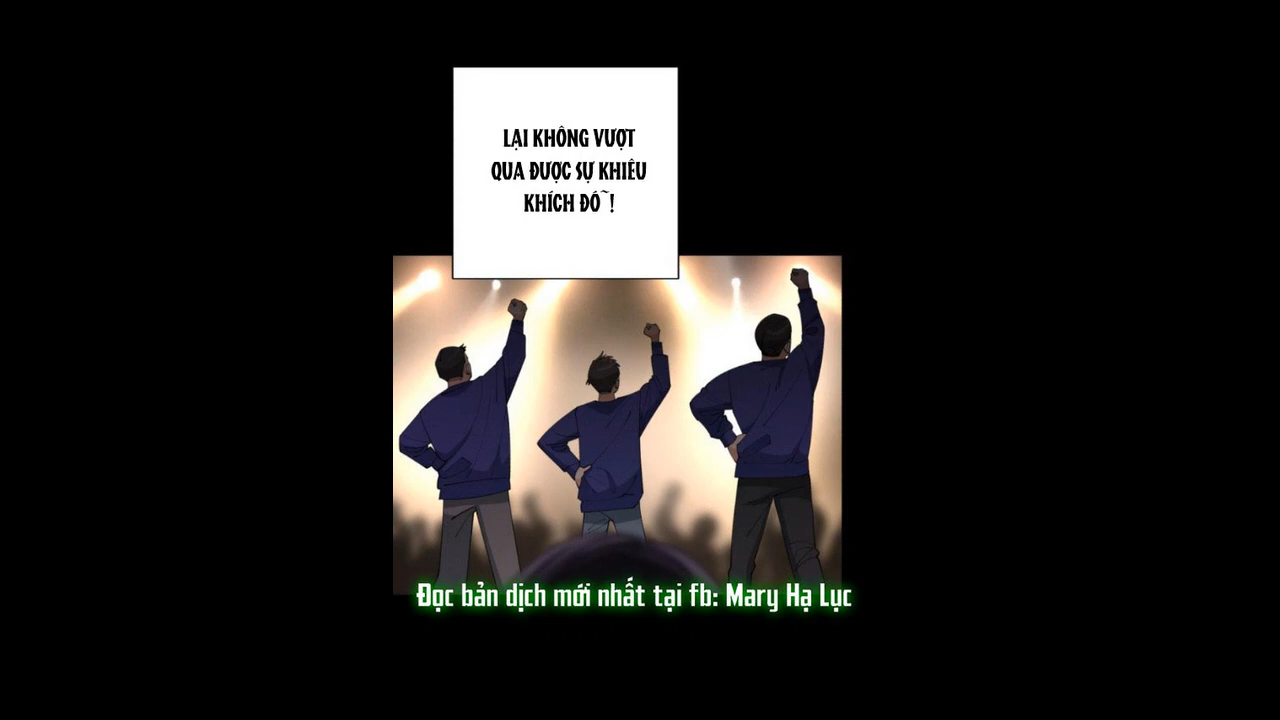 LẠI KHÔNG VƯỢT
QUA ĐƯỢC SỰ KHIÊU
KHÍCH ĐÓ~!
Đọc bản dịch mới nhất tại fb: Mary Hạ Lục